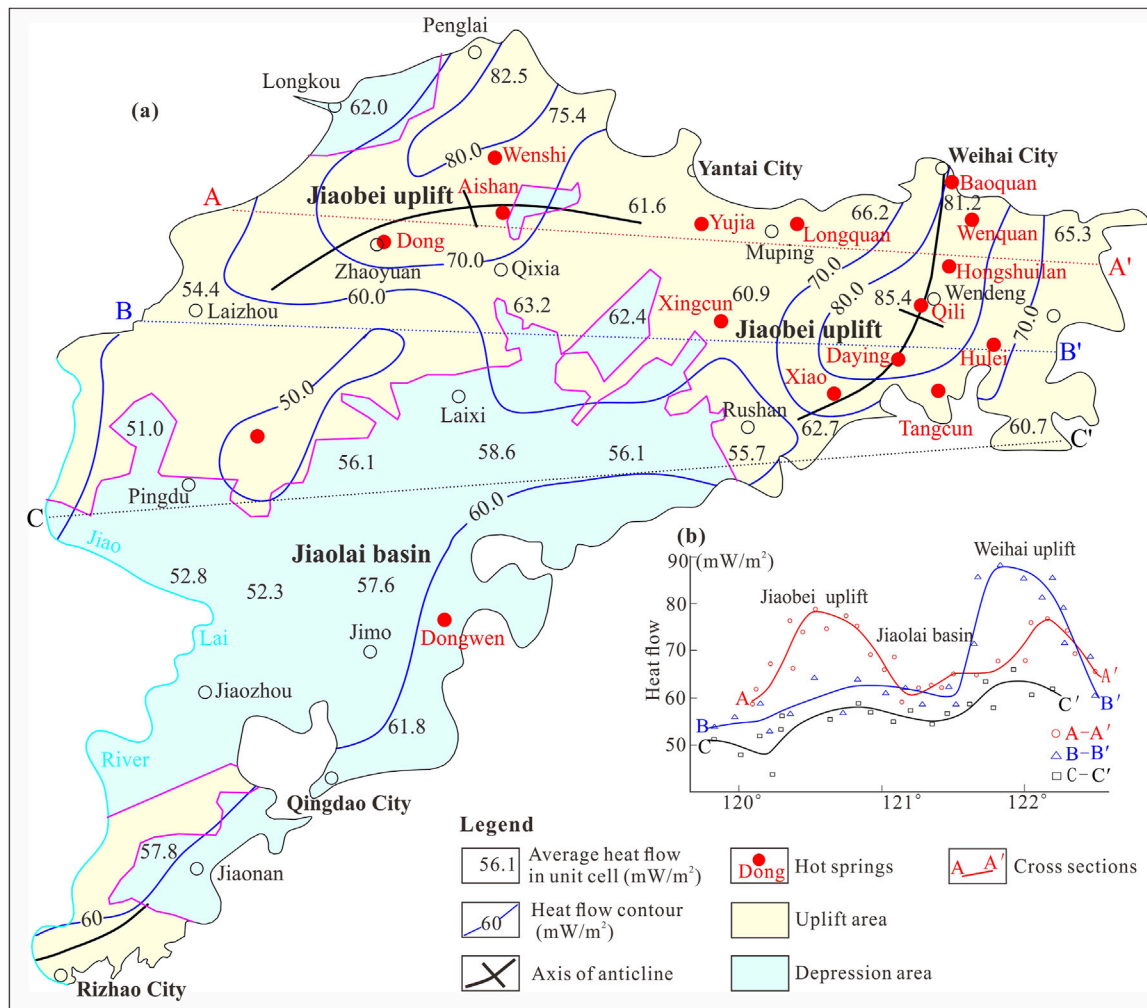 (a)
Penglai
Longkou
62.0
82.5
75.4
80.0
Wenshi
Jiaobei uplift
Aishan
A
Dong
Zhaoyuan
70.0
Qixia
61.6
Yantai City
Yujia
Longquan
Muping
66.2
Weihai City
Baoquan
81.2
Wenquan
65.3
A'
Hongshuilan
70.0
80.0
85.4
Wendeng
Qili
54.4
Laizhou
60.0
63.2
62.4
60.9
Xingcun
Jiaobei uplift
70.0
B
B'
Daying
Hulei
Xiao
Tangcun
50.0
Laixi
Rushan
62.7
60.7
C'
51.0
56.1
58.6
56.1
55.7
Pingdu
C
60.0
Jiao
Lai
River
Jiaolai basin
52.8
52.3
57.6
Jimo
Dongwen
Jiaozhou
61.8
Qingdao City
57.8
Jiaonan
60
Rizhao City
(b)
90 (mW/m²)
80
70
60
50
Heat flow
Jiaobei uplift
Jiaolai basin
Weihai uplift
A
B
C
A'
B'
C'
A-A'
B-B'
C-C'
120°
121°
122°
Legend
56.1
Average heat flow
in unit cell (mW/m²)
60
Heat flow contour
(mW/m²)
Axis of anticline
Dong
Hot springs
Uplift area
Depression area
A A'
Cross sections